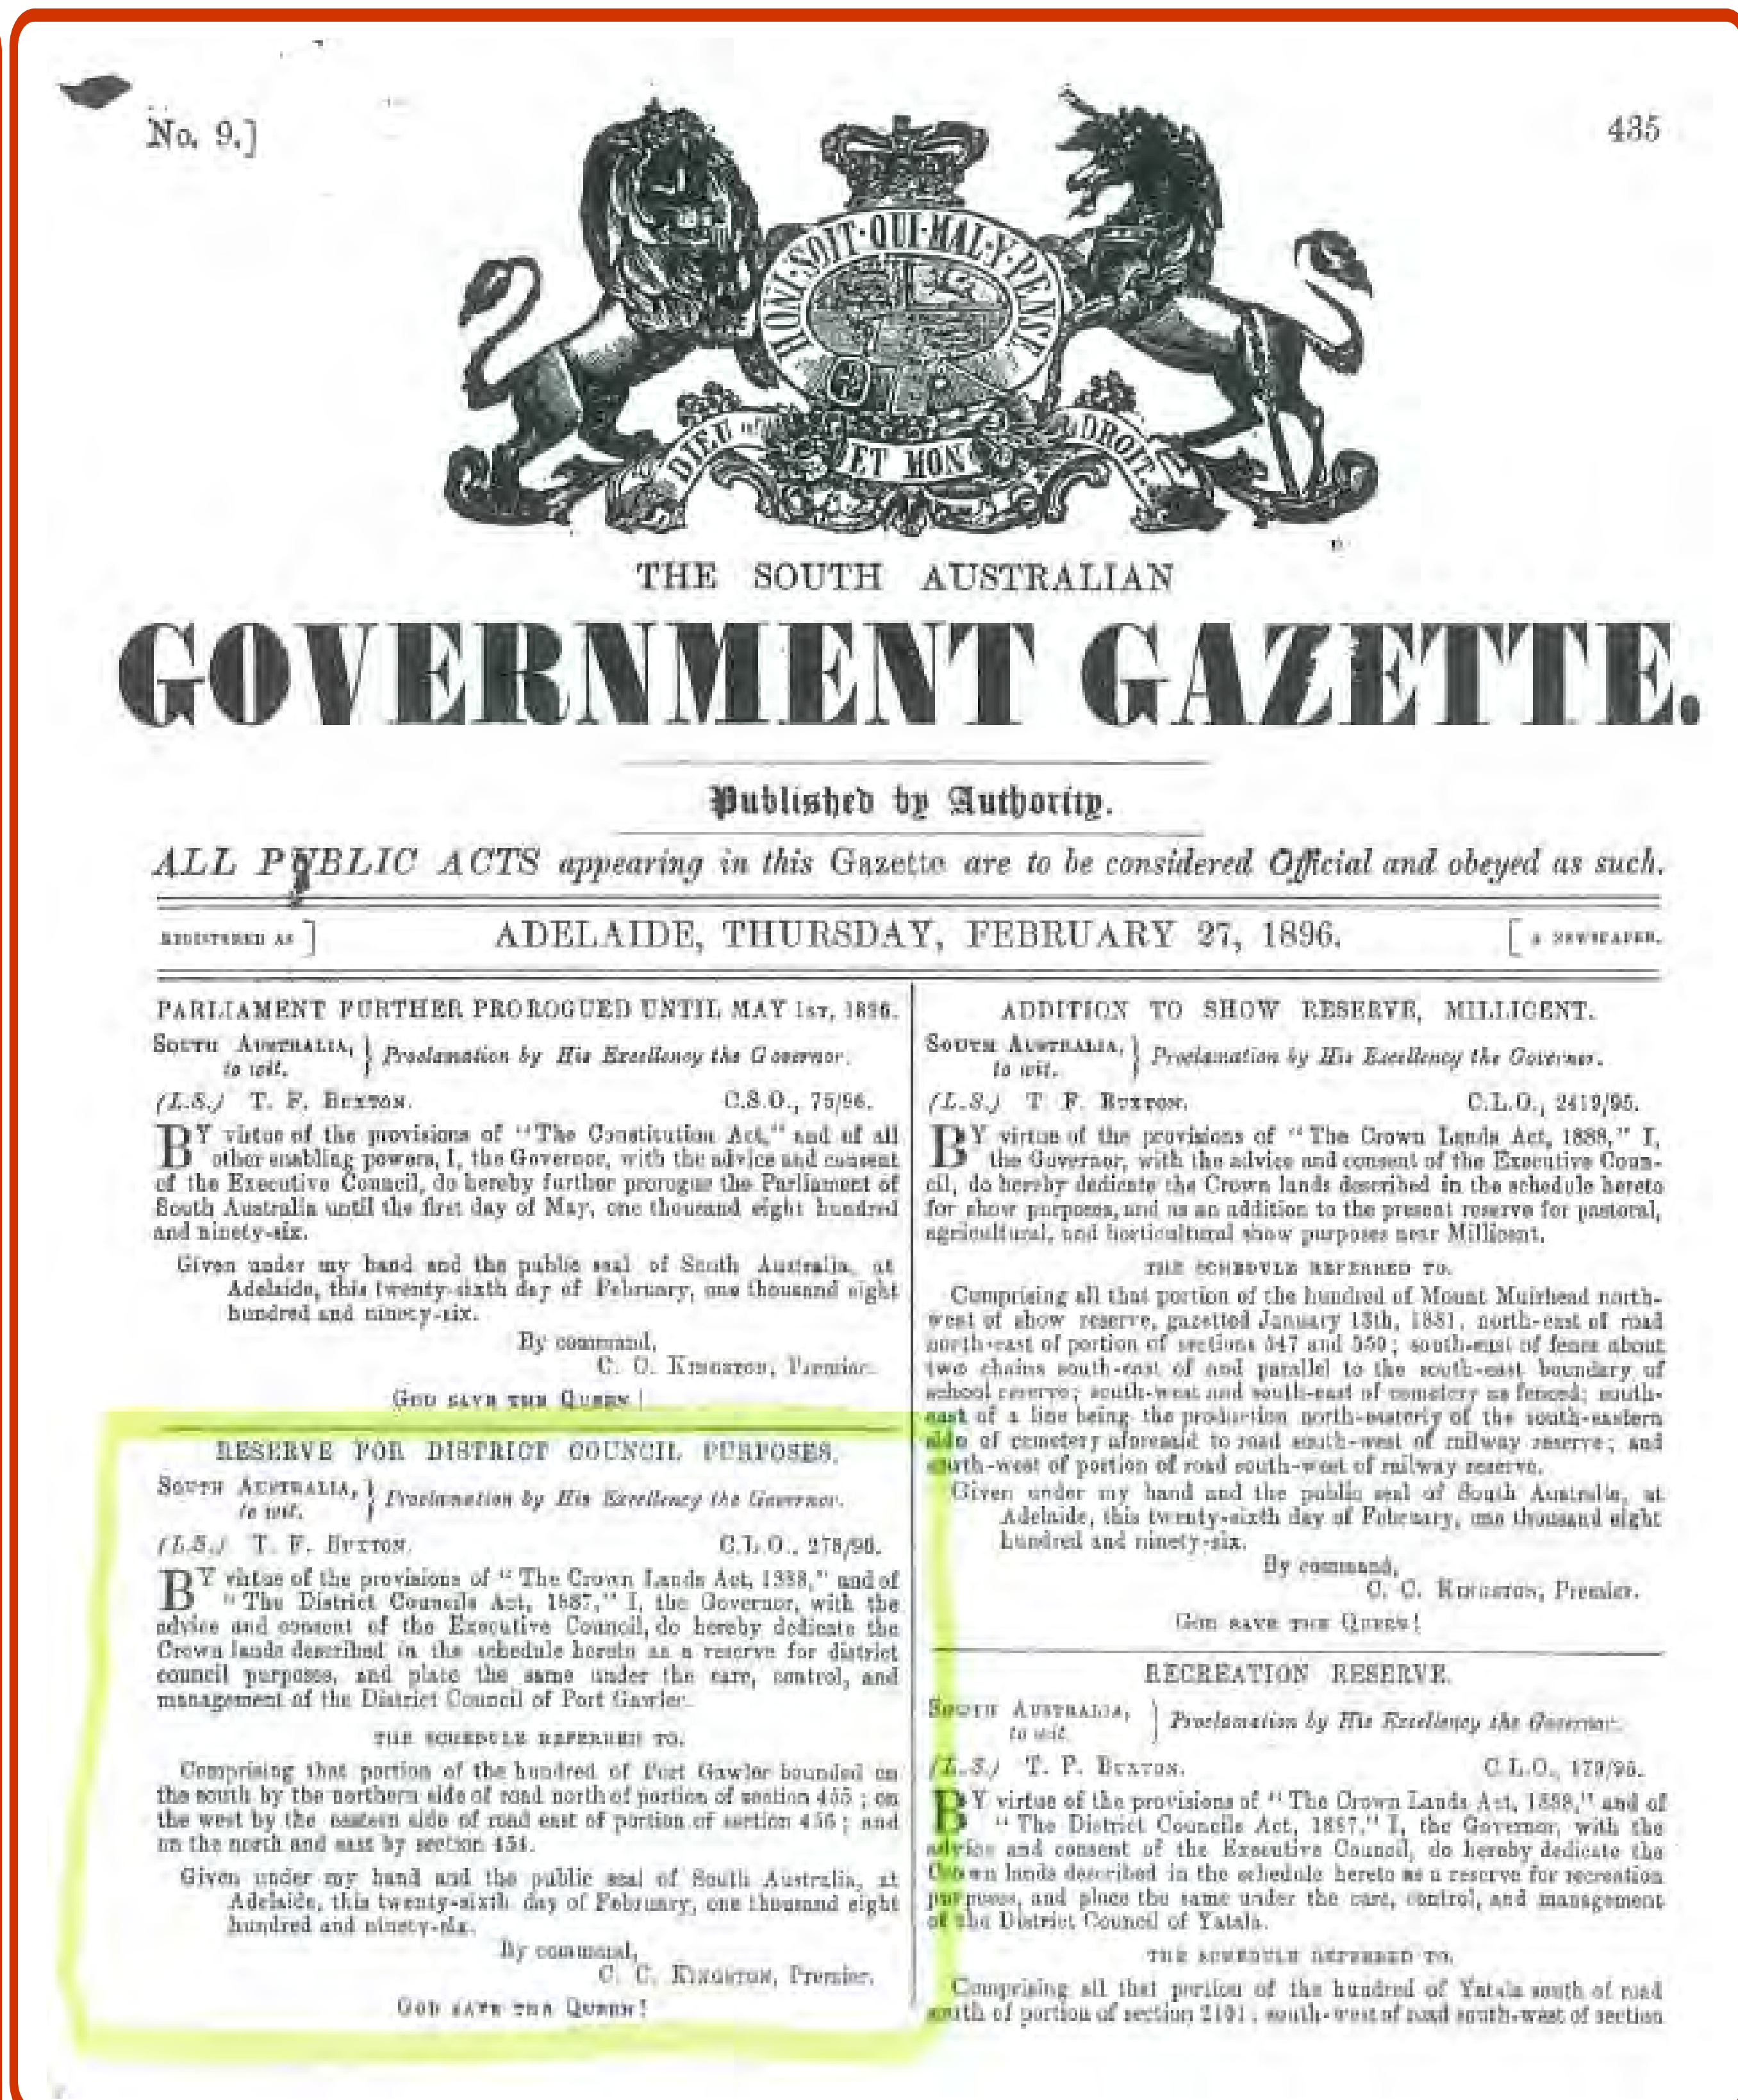 No. 9.]
435
HONI·SOIT·QUI·MAL·Y·PENSE
DIEU
ET MON
DROIT
THE SOUTH AUSTRALIAN
GOVERNMENT GAZETTE.
Published by Authority.
ALL PUBLIC ACTS appearing in this Gazette are to be considered Official and obeyed as such.
REGISTERED AS ]
ADELAIDE, THURSDAY, FEBRUARY 27, 1896.
[ A NEWSPAPER.
PARLIAMENT FURTHER PROROGUED UNTIL MAY 1ST, 1896.
SOUTH AUSTRALIA, } Proclamation by His Excellency the Governor.
to wit.
(L.S.) T. F. BUXTON. C.S.O., 75/96.
BY virtue of the provisions of "The Constitution Act," and of all
other enabling powers, I, the Governor, with the advice and consent
of the Executive Council, do hereby further prorogue the Parliament of
South Australia until the first day of May, one thousand eight hundred
and ninety-six.
Given under my hand and the public seal of South Australia, at
Adelaide, this twenty-sixth day of February, one thousand eight
hundred and ninety-six.
By command,
C. C. KINGSTON, Premier.
GOD SAVE THE QUEEN!
RESERVE FOR DISTRICT COUNCIL PURPOSES.
SOUTH AUSTRALIA, } Proclamation by His Excellency the Governor.
to wit.
(L.S.) T. F. BUXTON. C.L.O., 278/96.
BY virtue of the provisions of "The Crown Lands Act, 1888," and of
"The District Councils Act, 1887," I, the Governor, with the
advice and consent of the Executive Council, do hereby dedicate the
Crown lands described in the schedule hereto as a reserve for district
council purposes, and place the same under the care, control, and
management of the District Council of Port Gawler.
THE SCHEDULE REFERRED TO.
Comprising that portion of the hundred of Port Gawler bounded on
the south by the northern side of road north of portion of section 455; on
the west by the eastern side of road east of portion of section 456; and
on the north and east by section 454.
Given under my hand and the public seal of South Australia, at
Adelaide, this twenty-sixth day of February, one thousand eight
hundred and ninety-six.
By command,
C. C. KINGSTON, Premier.
GOD SAVE THE QUEEN!
ADDITION TO SHOW RESERVE, MILLICENT.
SOUTH AUSTRALIA, } Proclamation by His Excellency the Governor.
to wit.
(L.S.) T. F. BUXTON. C.L.O., 2419/95.
BY virtue of the provisions of "The Crown Lands Act, 1888," I,
the Governor, with the advice and consent of the Executive Coun-
cil, do hereby dedicate the Crown lands described in the schedule hereto
for show purposes, and as an addition to the present reserve for pastoral,
agricultural, and horticultural show purposes near Millicent.
THE SCHEDULE REFERRED TO.
Comprising all that portion of the hundred of Mount Muirhead north-
west of show reserve, gazetted January 13th, 1881, north-east of road
north-east of portion of sections 547 and 550; south-east of fence about
two chains south-east of and parallel to the south-east boundary of
school reserve; south-west and south-east of cemetery as fenced; south-
east of a line being the production north-easterly of the south-eastern
side of cemetery aforesaid to road south-west of railway reserve; and
south-west of portion of road south-west of railway reserve.
Given under my hand and the public seal of South Australia, at
Adelaide, this twenty-sixth day of February, one thousand eight
hundred and ninety-six.
By command,
C. C. KINGSTON, Premier.
GOD SAVE THE QUEEN!
RECREATION RESERVE.
SOUTH AUSTRALIA, } Proclamation by His Excellency the Governor.
to wit.
(L.S.) T. F. BUXTON. C.L.O., 179/96.
BY virtue of the provisions of "The Crown Lands Act, 1888," and of
"The District Councils Act, 1887," I, the Governor, with the
advice and consent of the Executive Council, do hereby dedicate the
Crown lands described in the schedule hereto as a reserve for recreation
purposes, and place the same under the care, control, and management
of the District Council of Yatala.
THE SCHEDULE REFERRED TO.
Comprising all that portion of the hundred of Yatala south of road
south of portion of section 2191, south-west of road south-west of section